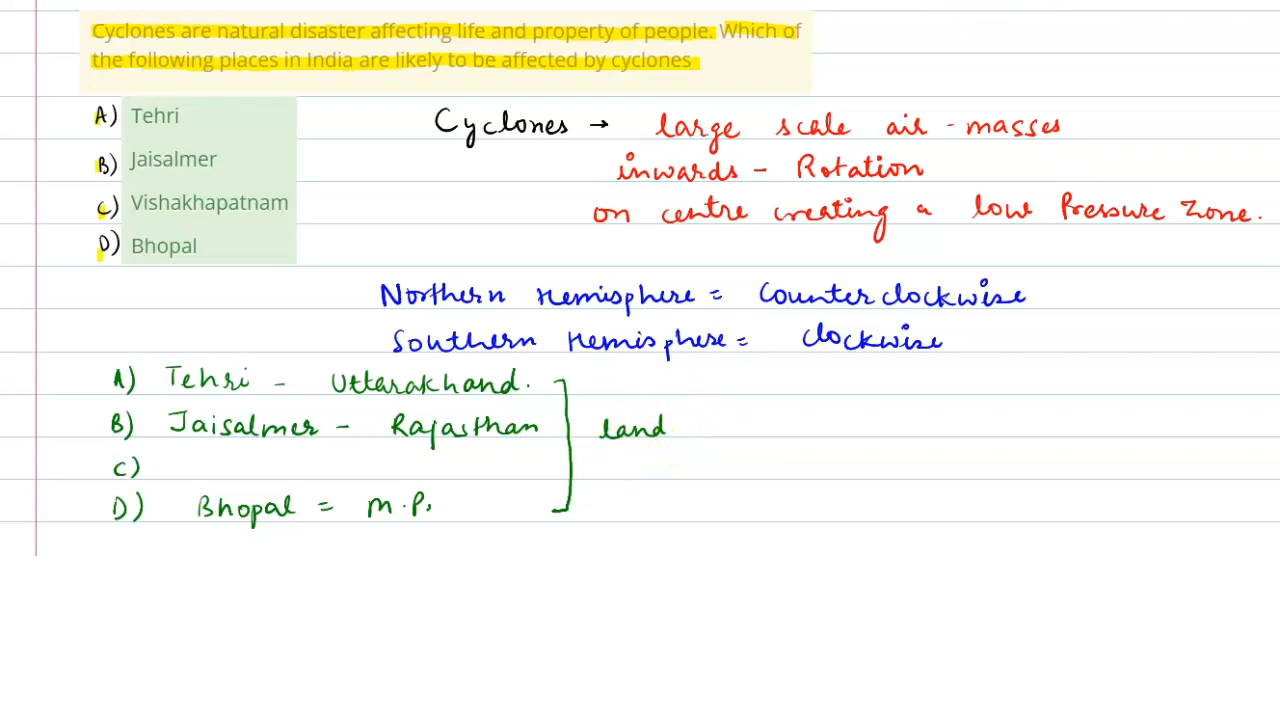 Cyclones are natural disaster affecting life and property of people. Which of
the following places in India are likely to be affected by cyclones
A) Tehri
B) Jaisalmer
C) Vishakhapatnam
D) Bhopal
Cyclones → large scale air - masses
inwards - Rotation
on centre creating a low Pressure Zone.
Northern Hemisphere = Counterclockwise
Southern Hemisphere = clockwise
A) Tehri - Uttarakhand.
B) Jaisalmer - Rajasthan
land
C)
D) Bhopal = M.P.